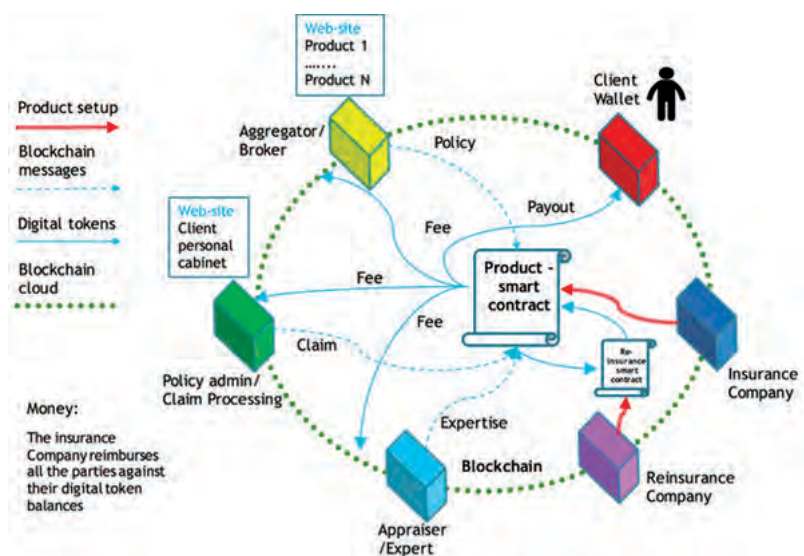 Web-site
Product 1
.......
Product N
Client
Wallet
Product setup
Aggregator/
Broker
Policy
Blockchain
messages
Payout
Web-site
Client
personal
cabinet
Digital tokens
Fee
Blockchain
cloud
Fee
Product -
smart
contract
Fee
Claim
Re-
insurance
smart
contract
Insurance
Company
Policy admin/
Claim Processing
Money:
The insurance
Company reimburses
all the parties against
their digital token
balances
Expertise
Blockchain
Reinsurance
Company
Appraiser
/Expert